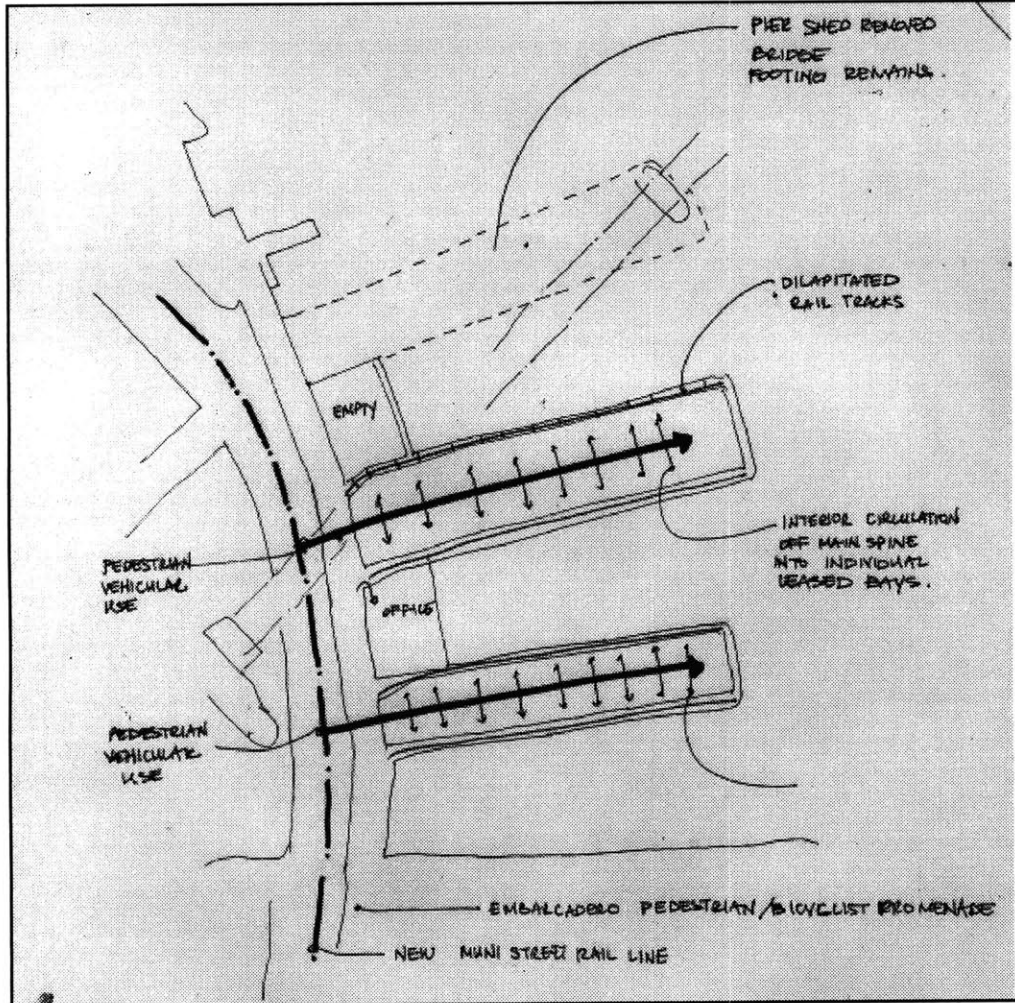 PIER SHED REMOVED
BRIDGE
FOOTING REMAINS.
DILAPITATED
RAIL TRACKS
EMPTY
INTERIOR CIRCULATION
OFF MAIN SPINE
INTO INDIVIDUAL
LEASED BAYS.
PEDESTRIAN
VEHICULAR
USE
OFFICE
PEDESTRIAN
VEHICULAR
USE
EMBARCADERO PEDESTRIAN/BICYCLIST PROMENADE
NEW MUNI STREET RAIL LINE